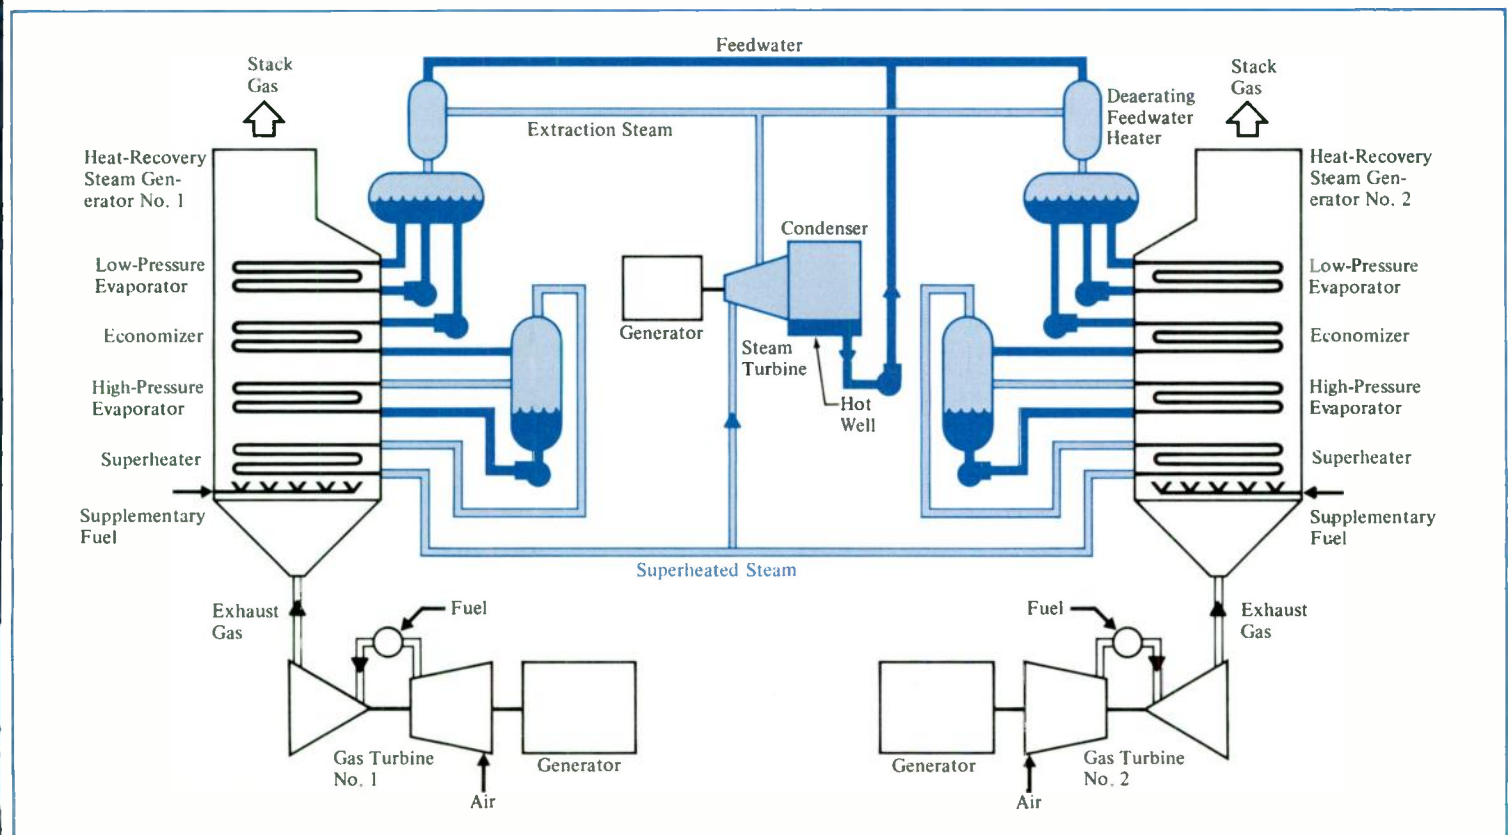 Feedwater
Stack
Gas
Stack
Gas
Deaerating
Feedwater
Heater
Extraction Steam
Heat-Recovery
Steam Gen-
erator No. 1
Heat-Recovery
Steam Gen-
erator No. 2
Condenser
Low-Pressure
Evaporator
Low-Pressure
Evaporator
Generator
Economizer
Economizer
Steam
Turbine
High-Pressure
Evaporator
Hot
Well
High-Pressure
Evaporator
Superheater
Superheater
Supplementary
Fuel
Supplementary
Fuel
Superheated Steam
Exhaust
Gas
Fuel
Fuel
Exhaust
Gas
Gas Turbine
No. 1
Generator
Generator
Gas Turbine
No. 2
Air
Air